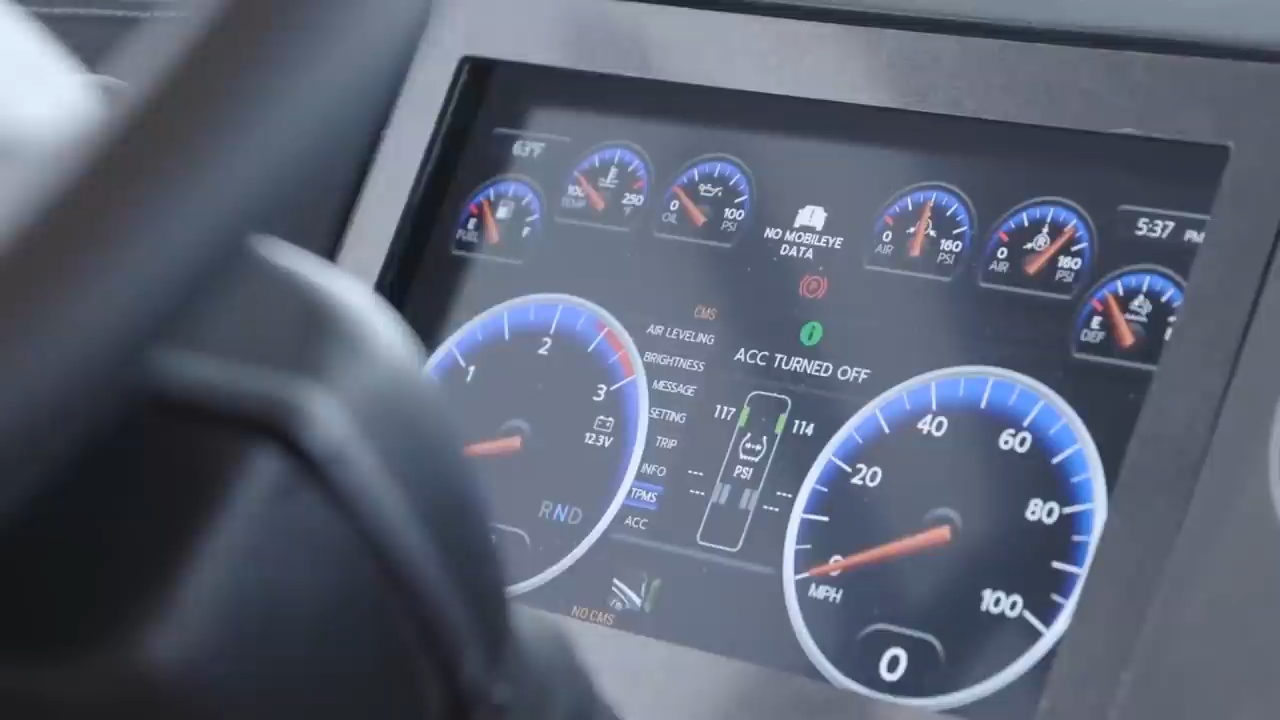 63°F
100
250
TEMP
°F
0
100
OIL
PSI
E
F
FUEL
NO MOBILEYE
DATA
0
160
AIR
PSI
0
160
AIR
PSI
5:37 PM
E
DEF
1
2
3
12.3V
RND
CMS
AIR LEVELING
BRIGHTNESS
MESSAGE
SETTING
TRIP
INFO
TPMS
ACC
ACC TURNED OFF
117
114
PSI
-- --
-- --
NO CMS
0
20
40
60
80
100
MPH
0